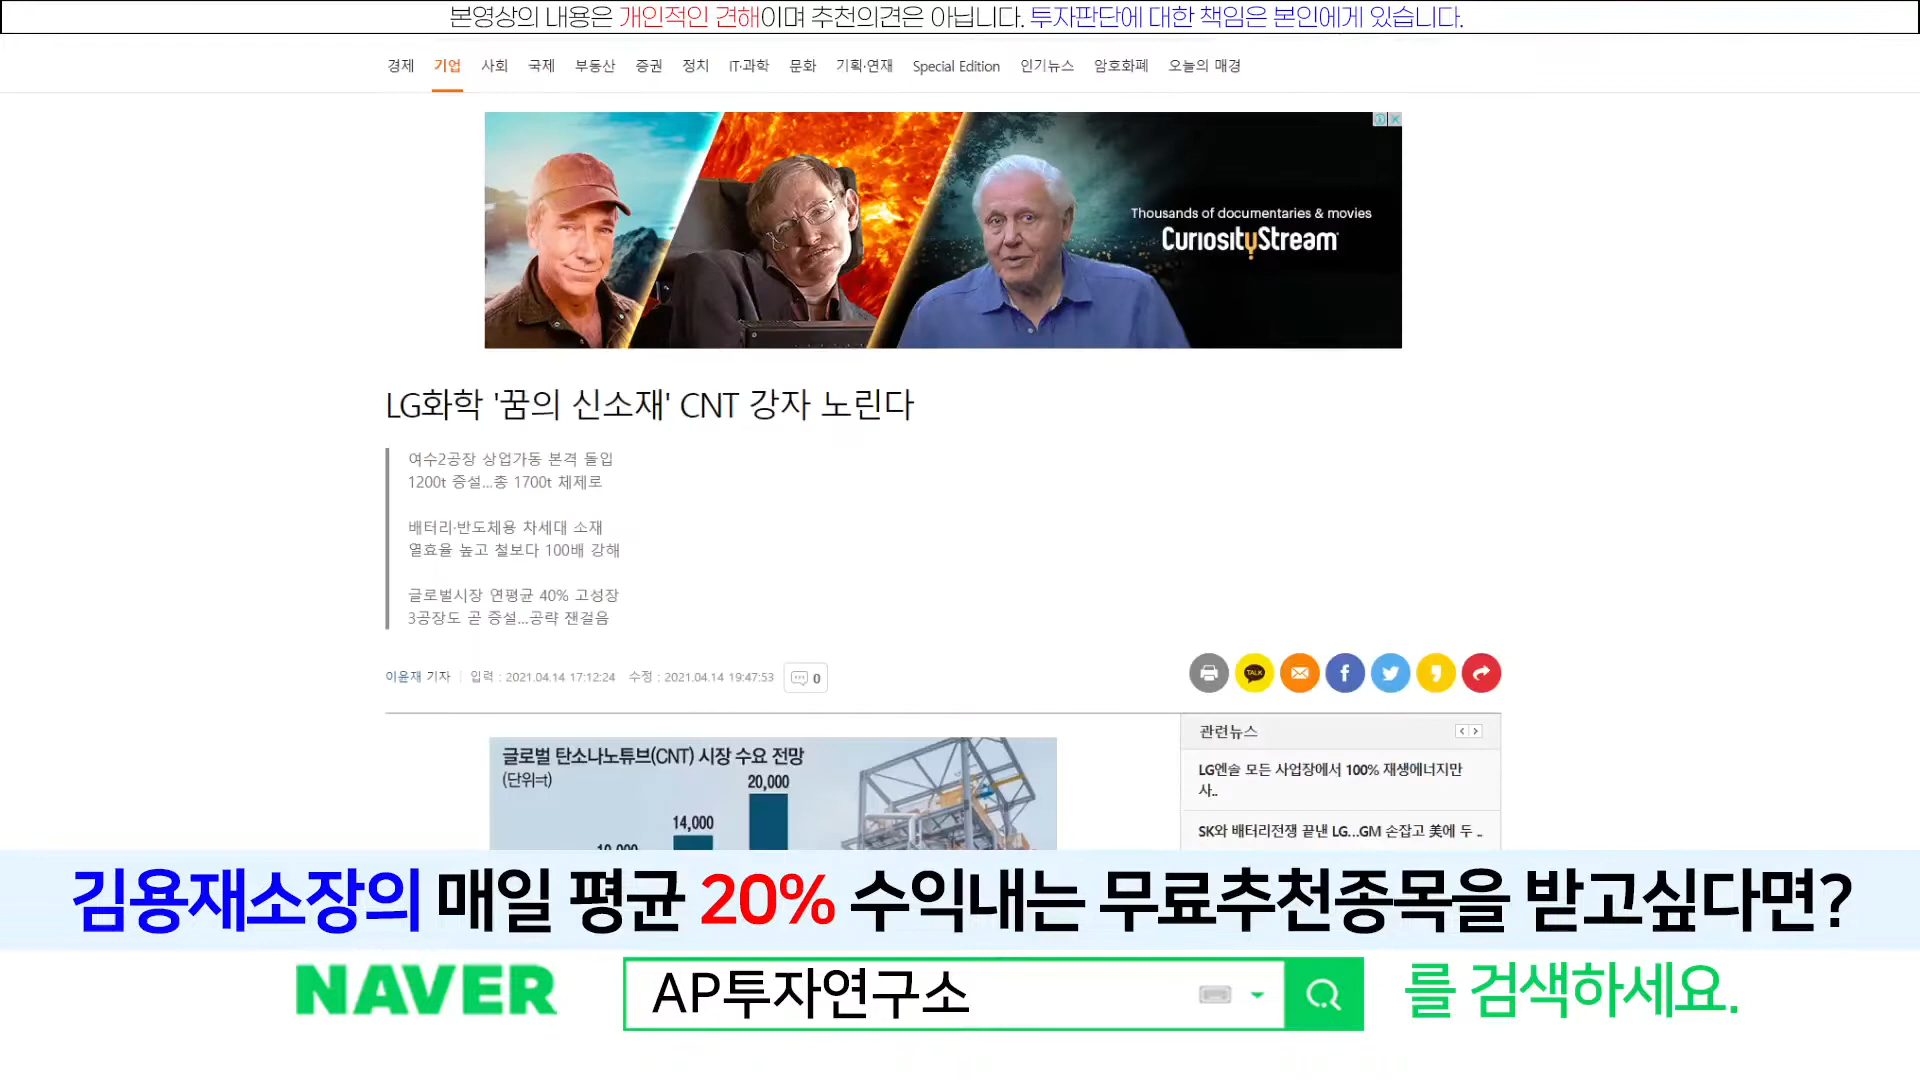 본영상의 내용은 개인적인 견해이며 추천의견은 아닙니다. 투자판단에 대한 책임은 본인에게 있습니다.
경제 기업 사회 국제 부동산 증권 정치 IT·과학 문화 기획·연재 Special Edition 인기뉴스 암호화폐 오늘의 매경
Thousands of documentaries & movies
CuriosityStream
LG화학 '꿈의 신소재' CNT 강자 노린다
여수2공장 상업가동 본격 돌입
1200t 증설...총 1700t 체제로
배터리·반도체용 차세대 소재
열효율 높고 철보다 100배 강해
글로벌시장 연평균 40% 고성장
3공장도 곧 증설...공략 잰걸음
이윤재 기자 입력 : 2021.04.14 17:12:24 수정 : 2021.04.14 19:47:53 0
TALK
관련뉴스
LG엔솔 모든 사업장에서 100% 재생에너지만
사..
SK와 배터리전쟁 끝낸 LG...GM 손잡고 美에 두 ..
글로벌 탄소나노튜브(CNT) 시장 수요 전망
(단위=t)
20,000
14,000
김용재소장의 매일 평균 20% 수익내는 무료추천종목을 받고싶다면?
NAVER AP투자연구소 를 검색하세요.